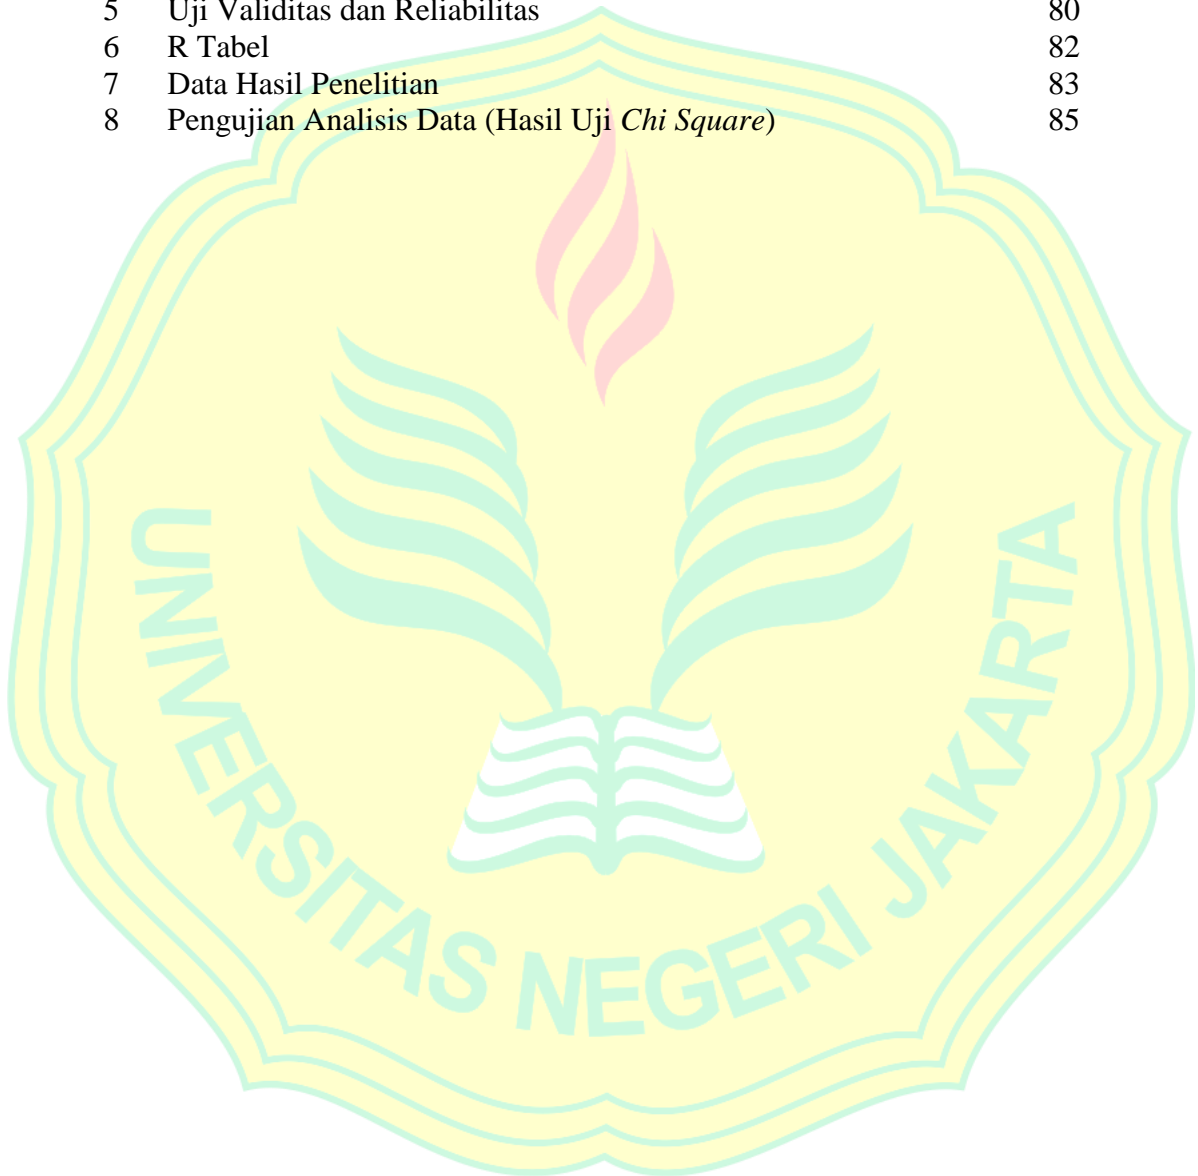 5 Uji Validitas dan Reliabilitas 80
6 R Tabel 82
7 Data Hasil Penelitian 83
8 Pengujian Analisis Data (Hasil Uji Chi Square) 85
UNIVERSITAS NEGERI JAKARTA